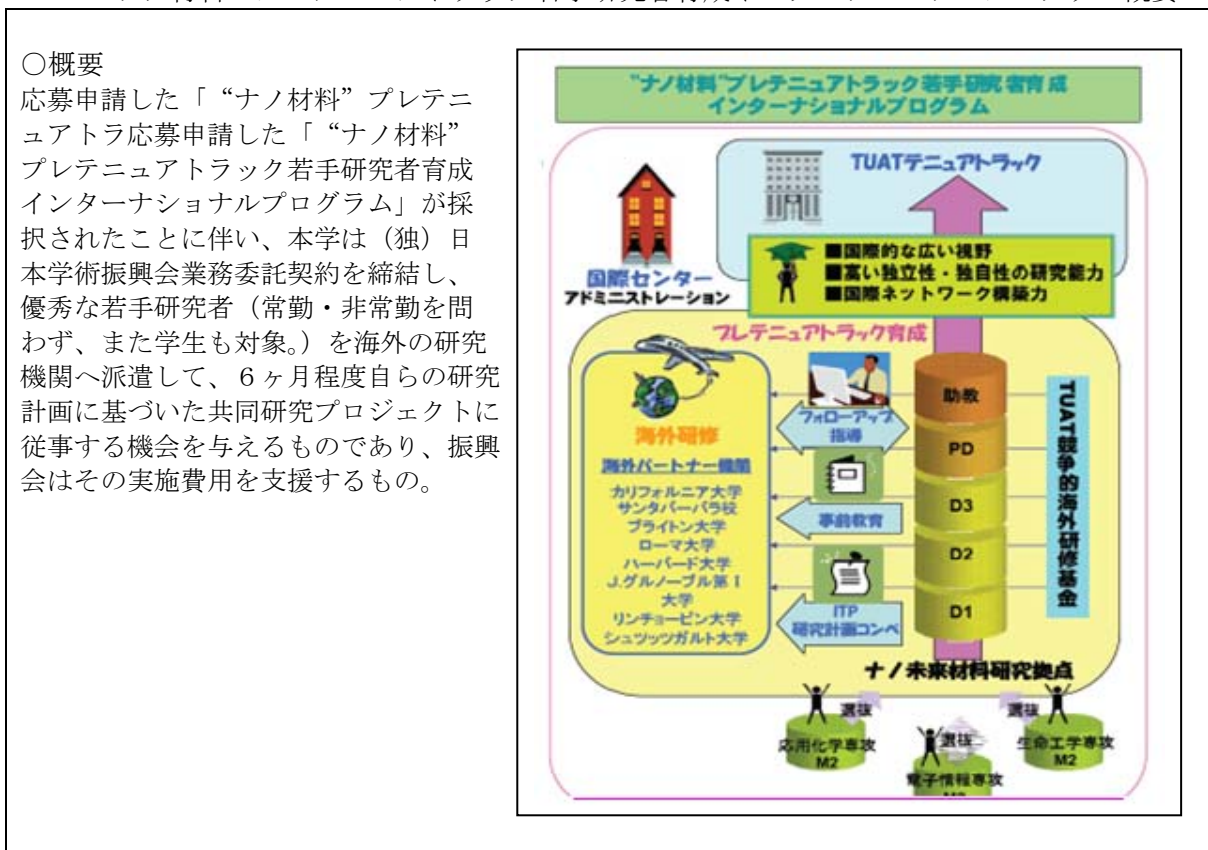 ○概要
応募申請した「“ナノ材料”プレテニ
ュアトラ応募申請した「“ナノ材料”
プレテニュアトラック若手研究者育成
インターナショナルプログラム」が採
択されたことに伴い、本学は（独）日
本学術振興会業務委託契約を締結し、
優秀な若手研究者（常勤・非常勤を問
わず、また学生も対象。）を海外の研究
機関へ派遣して、６ヶ月程度自らの研究
計画に基づいた共同研究プロジェクトに
従事する機会を与えるものであり、振興
会はその実施費用を支援するもの。
“ナノ材料”プレテニュアトラック若手研究者育成
インターナショナルプログラム
TUATテニュアトラック
国際センター
アドミニストレーション
■国際的な広い視野
■高い独立性・独自性の研究能力
■国際ネットワーク構築力
プレテニュアトラック育成
海外研修
海外パートナー機関
カリフォルニア大学
サンタバーバラ校
ブライトン大学
ローマ大学
ハーバード大学
J.グルノーブル第Ⅰ
大学
リンチョーピン大学
シュツッツガルト大学
フォローアップ
指導
事前教育
ITP
研究計画コンペ
助教
PD
D3
D2
D1
TUAT競争的海外研修基金
ナノ未来材料研究拠点
選抜
選抜
選抜
応用化学専攻
M2
電子情報専攻
生命工学専攻
M2